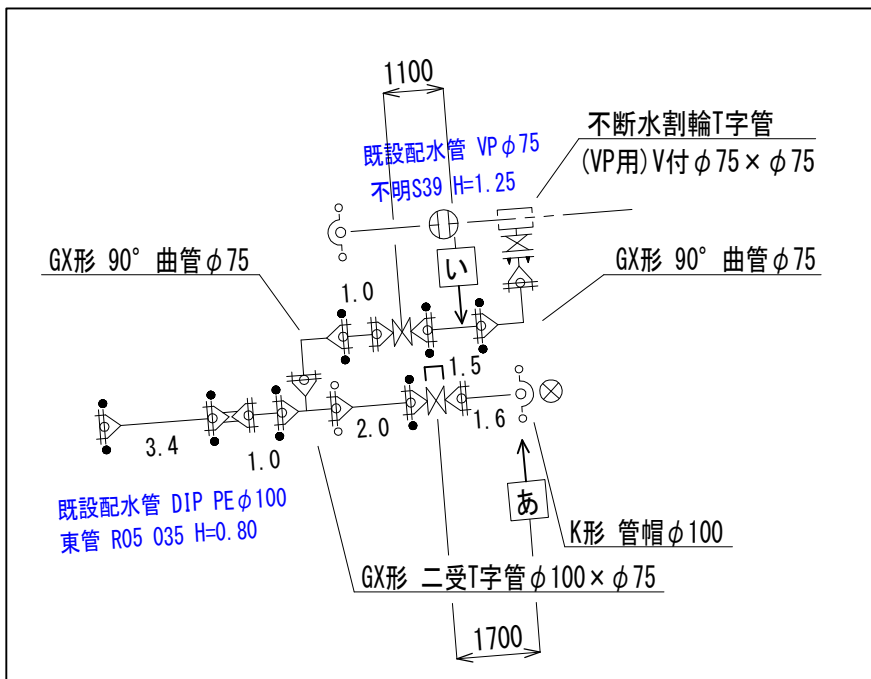 1100
不断水割輪T字管
(VP用)V付φ75×φ75
既設配水管 VPφ75
不明S39 H=1.25
GX形 90° 曲管φ75
い
GX形 90° 曲管φ75
1.0
1.5
3.4
1.0
2.0
1.6
既設配水管 DIP PEφ100
東管 R05 035 H=0.80
あ
K形 管帽φ100
GX形 二受T字管φ100×φ75
1700